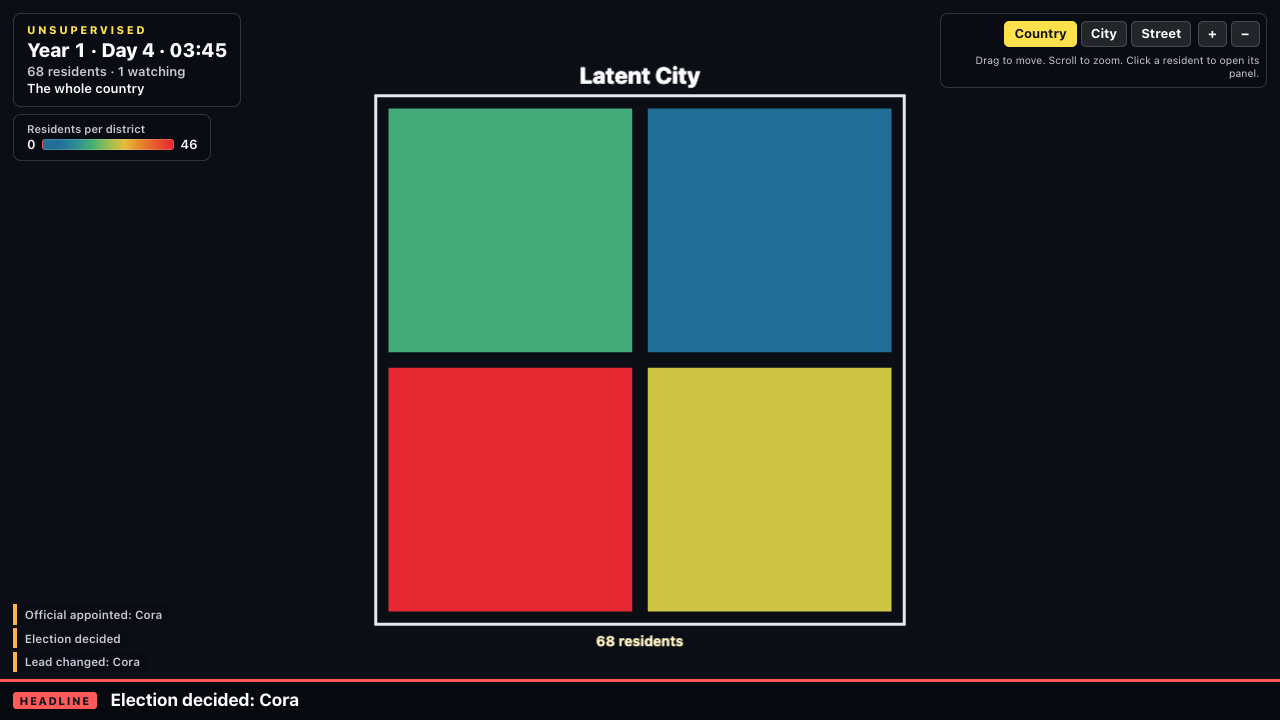 UNSUPERVISED
Year 1 · Day 4 · 03:45
68 residents · 1 watching
The whole country
Residents per district
0 46
Country City Street + −
Drag to move. Scroll to zoom. Click a resident to open its
panel.
Latent City
68 residents
Official appointed: Cora
Election decided
Lead changed: Cora
HEADLINE Election decided: Cora